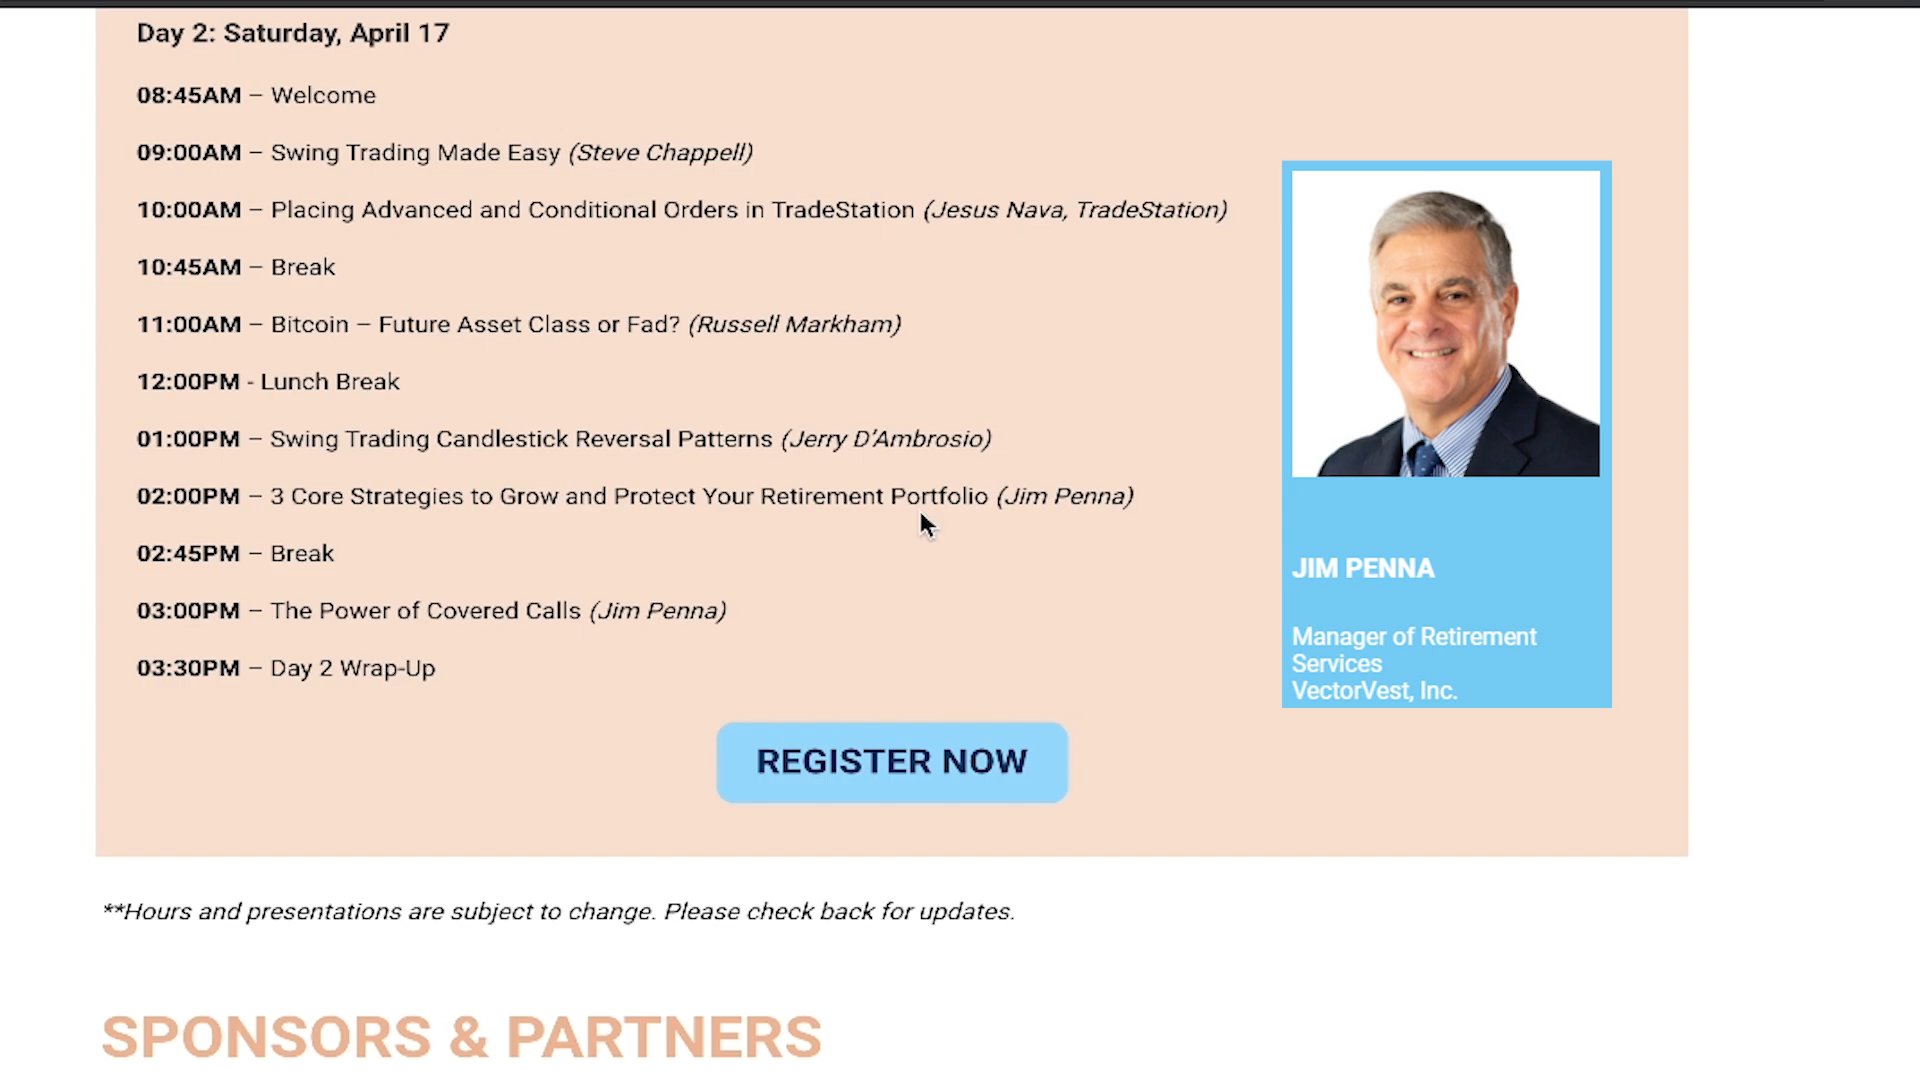 Day 2: Saturday, April 17
08:45AM – Welcome
09:00AM – Swing Trading Made Easy (Steve Chappell)
10:00AM – Placing Advanced and Conditional Orders in TradeStation (Jesus Nava, TradeStation)
10:45AM – Break
11:00AM – Bitcoin – Future Asset Class or Fad? (Russell Markham)
12:00PM - Lunch Break
01:00PM – Swing Trading Candlestick Reversal Patterns (Jerry D’Ambrosio)
02:00PM – 3 Core Strategies to Grow and Protect Your Retirement Portfolio (Jim Penna)
02:45PM – Break
03:00PM – The Power of Covered Calls (Jim Penna)
03:30PM – Day 2 Wrap-Up
JIM PENNA
Manager of Retirement
Services
VectorVest, Inc.
REGISTER NOW
**Hours and presentations are subject to change. Please check back for updates.
SPONSORS & PARTNERS